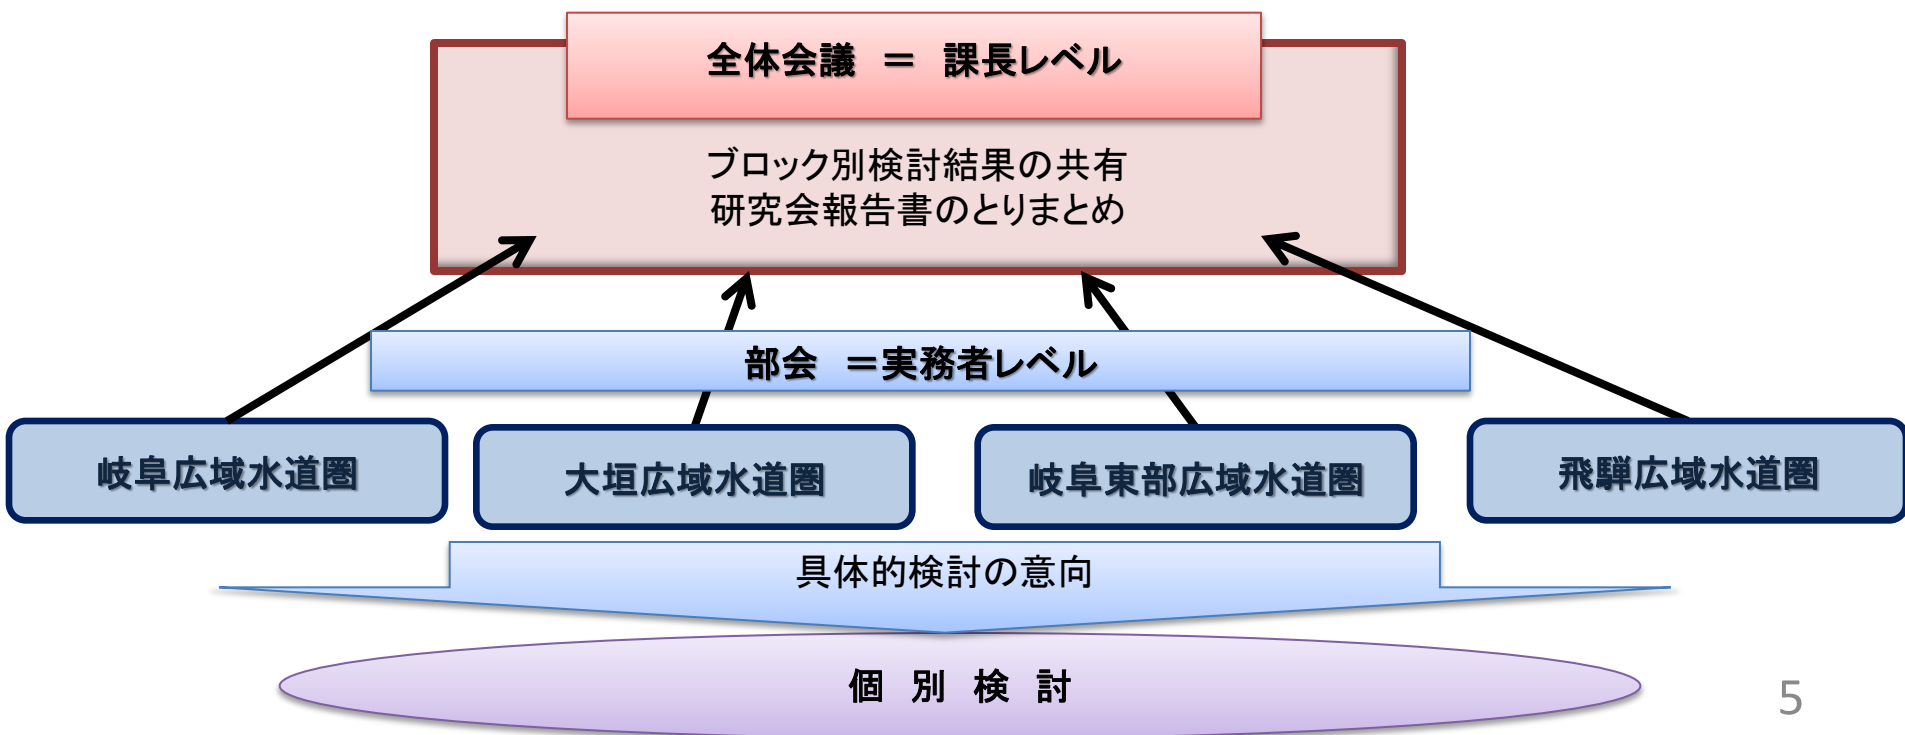 全体会議　＝　課長レベル
ブロック別検討結果の共有
研究会報告書のとりまとめ
部会　＝実務者レベル
岐阜広域水道圏
大垣広域水道圏
岐阜東部広域水道圏
飛騨広域水道圏
具体的検討の意向
個　別　検　討
5